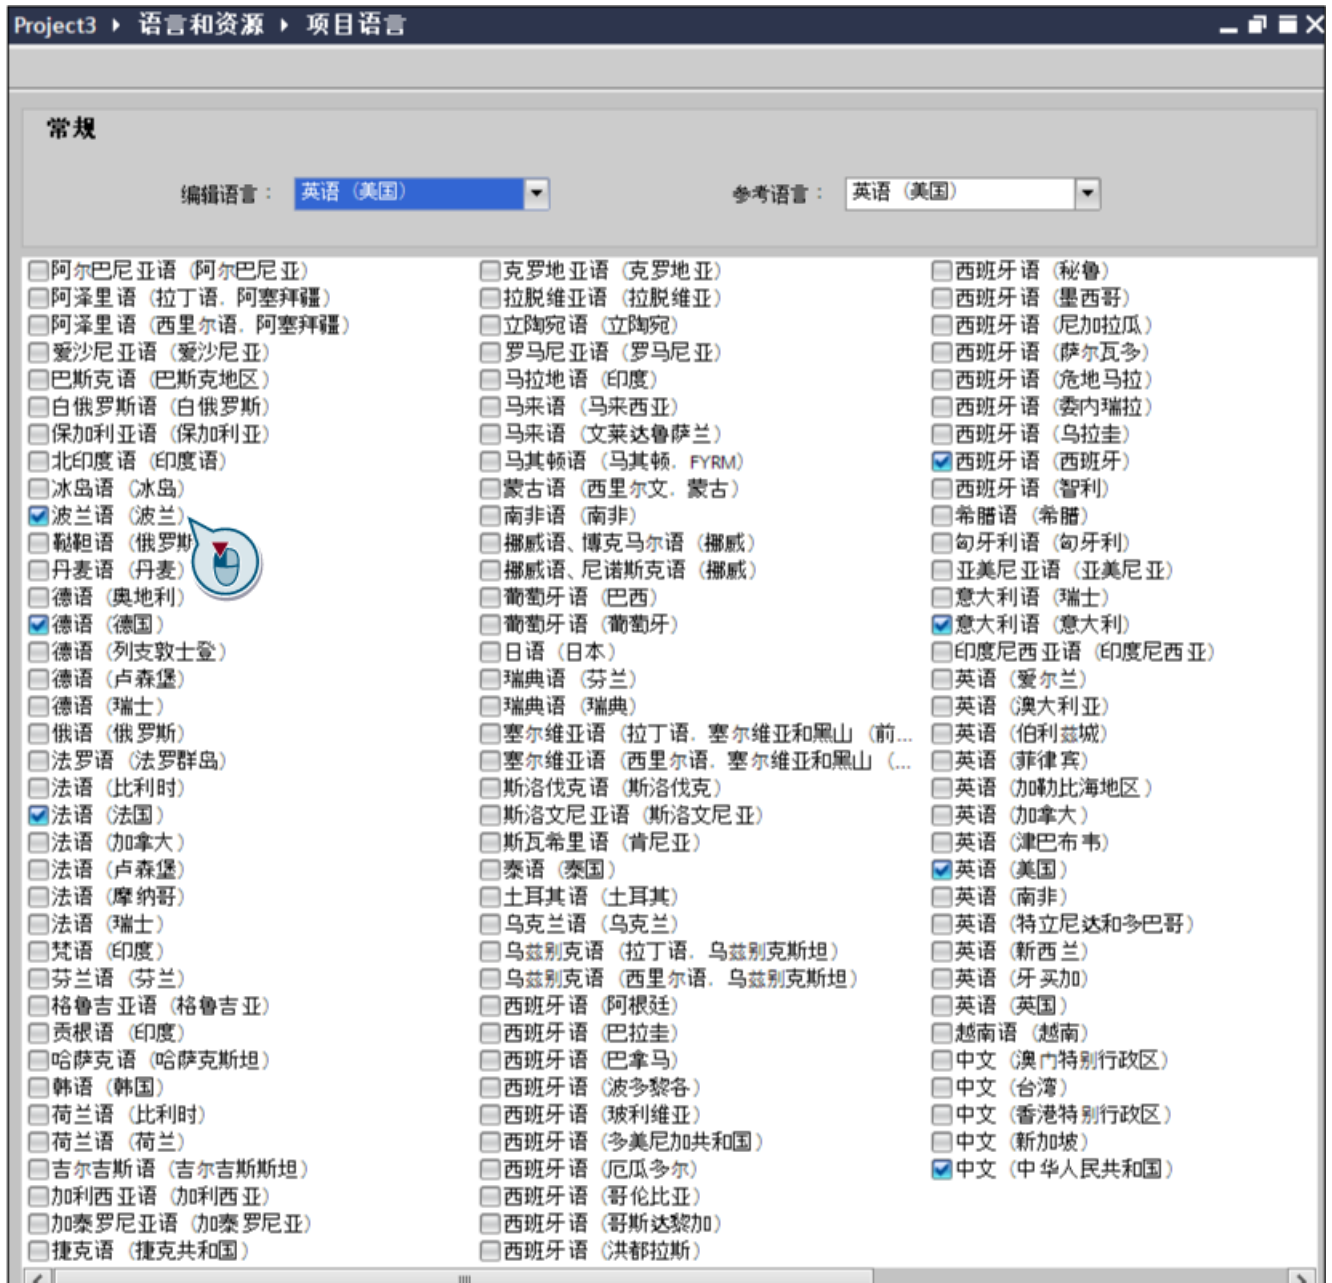 Project3 ▸ 语言和资源 ▸ 项目语言
常规
编辑语言： 英语（美国） 参考语言： 英语（美国）
阿尔巴尼亚语（阿尔巴尼亚）
阿泽里语（拉丁语. 阿塞拜疆）
阿泽里语（西里尔语. 阿塞拜疆）
爱沙尼亚语（爱沙尼亚）
巴斯克语（巴斯克地区）
白俄罗斯语（白俄罗斯）
保加利亚语（保加利亚）
北印度语（印度语）
冰岛语（冰岛）
波兰语（波兰）
鞑靼语（俄罗斯
丹麦语（丹麦）
德语（奥地利）
德语（德国）
德语（列支敦士登）
德语（卢森堡）
德语（瑞士）
俄语（俄罗斯）
法罗语（法罗群岛）
法语（比利时）
法语（法国）
法语（加拿大）
法语（卢森堡）
法语（摩纳哥）
法语（瑞士）
梵语（印度）
芬兰语（芬兰）
格鲁吉亚语（格鲁吉亚）
贡根语（印度）
哈萨克语（哈萨克斯坦）
韩语（韩国）
荷兰语（比利时）
荷兰语（荷兰）
吉尔吉斯语（吉尔吉斯斯坦）
加利西亚语（加利西亚）
加泰罗尼亚语（加泰罗尼亚）
捷克语（捷克共和国）
克罗地亚语（克罗地亚）
拉脱维亚语（拉脱维亚）
立陶宛语（立陶宛）
罗马尼亚语（罗马尼亚）
马拉地语（印度）
马来语（马来西亚）
马来语（文莱达鲁萨兰）
马其顿语（马其顿. FYRM）
蒙古语（西里尔文. 蒙古）
南非语（南非）
挪威语、博克马尔语（挪威）
挪威语、尼诺斯克语（挪威）
葡萄牙语（巴西）
葡萄牙语（葡萄牙）
日语（日本）
瑞典语（芬兰）
瑞典语（瑞典）
塞尔维亚语（拉丁语. 塞尔维亚和黑山（前...
塞尔维亚语（西里尔语. 塞尔维亚和黑山（...
斯洛伐克语（斯洛伐克）
斯洛文尼亚语（斯洛文尼亚）
斯瓦希里语（肯尼亚）
泰语（泰国）
土耳其语（土耳其）
乌克兰语（乌克兰）
乌兹别克语（拉丁语. 乌兹别克斯坦）
乌兹别克语（西里尔语. 乌兹别克斯坦）
西班牙语（阿根廷）
西班牙语（巴拉圭）
西班牙语（巴拿马）
西班牙语（波多黎各）
西班牙语（玻利维亚）
西班牙语（多美尼加共和国）
西班牙语（厄瓜多尔）
西班牙语（哥伦比亚）
西班牙语（哥斯达黎加）
西班牙语（洪都拉斯）
西班牙语（秘鲁）
西班牙语（墨西哥）
西班牙语（尼加拉瓜）
西班牙语（萨尔瓦多）
西班牙语（危地马拉）
西班牙语（委内瑞拉）
西班牙语（乌拉圭）
西班牙语（西班牙）
西班牙语（智利）
希腊语（希腊）
匈牙利语（匈牙利）
亚美尼亚语（亚美尼亚）
意大利语（瑞士）
意大利语（意大利）
印度尼西亚语（印度尼西亚）
英语（爱尔兰）
英语（澳大利亚）
英语（伯利兹城）
英语（菲律宾）
英语（加勒比海地区）
英语（加拿大）
英语（津巴布韦）
英语（美国）
英语（南非）
英语（特立尼达和多巴哥）
英语（新西兰）
英语（牙买加）
英语（英国）
越南语（越南）
中文（澳门特别行政区）
中文（台湾）
中文（香港特别行政区）
中文（新加坡）
中文（中华人民共和国）